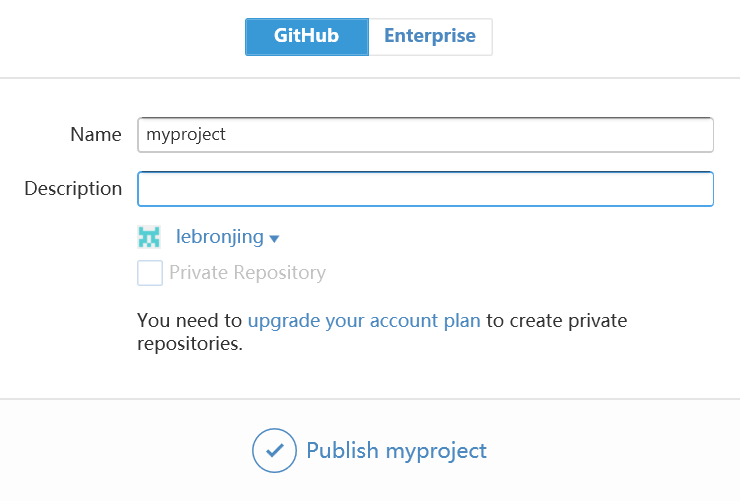 GitHub Enterprise
Name myproject
Description
lebronjing
Private Repository
You need to upgrade your account plan to create private
repositories.
Publish myproject